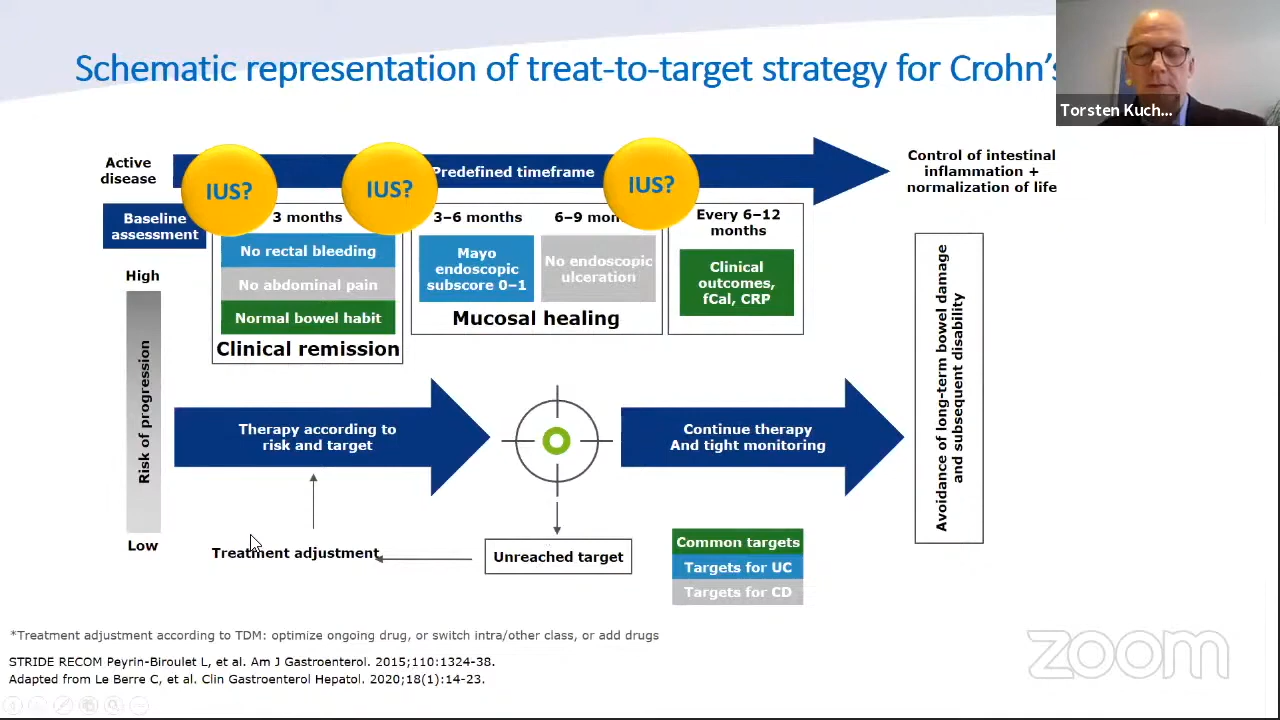 Schematic representation of treat-to-target strategy for Crohn's
Torsten Kuch...
Active
disease
IUS?
IUS?
Predefined timeframe
IUS?
Control of intestinal
inflammation +
normalization of life
Baseline
assessment
3 months
No rectal bleeding
No abdominal pain
Normal bowel habit
Clinical remission
3–6 months
Mayo
endoscopic
subscore 0–1
6–9 mon
No endoscopic
ulceration
Mucosal healing
Every 6–12
months
Clinical
outcomes,
fCal, CRP
High
Risk of progression
Low
Therapy according to
risk and target
Continue therapy
And tight monitoring
Avoidance of long-term bowel damage
and subsequent disability
Treatment adjustment
Unreached target
Common targets
Targets for UC
Targets for CD
*Treatment adjustment according to TDM: optimize ongoing drug, or switch intra/other class, or add drugs
STRIDE RECOM Peyrin-Biroulet L, et al. Am J Gastroenterol. 2015;110:1324-38.
Adapted from Le Berre C, et al. Clin Gastroenterol Hepatol. 2020;18(1):14-23.
zoom